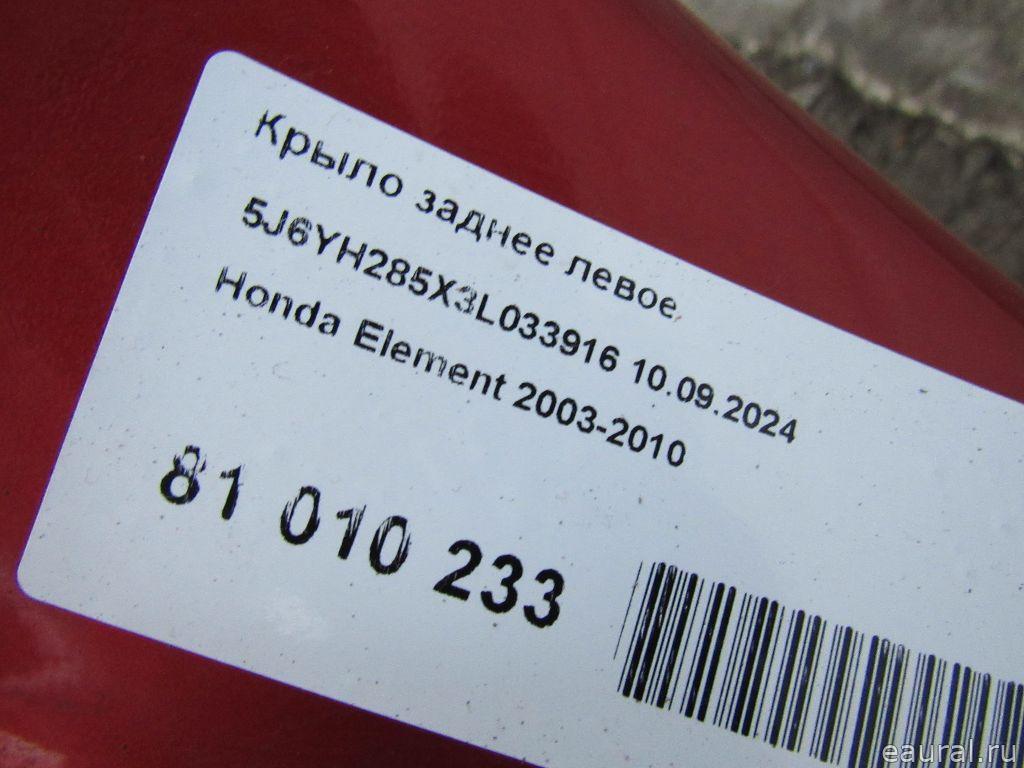 Крыло заднее левое
5J6YH285X3L033916 10.09.2024
Honda Element 2003-2010
81 010 233
eaural.ru